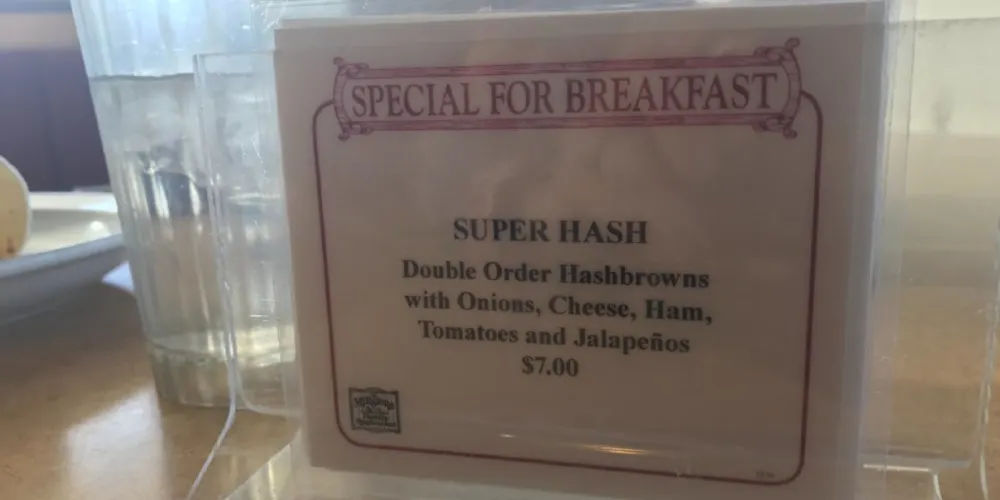 SPECIAL FOR BREAKFAST
SUPER HASH
Double Order Hashbrowns
with Onions, Cheese, Ham,
Tomatoes and Jalapeños
$7.00